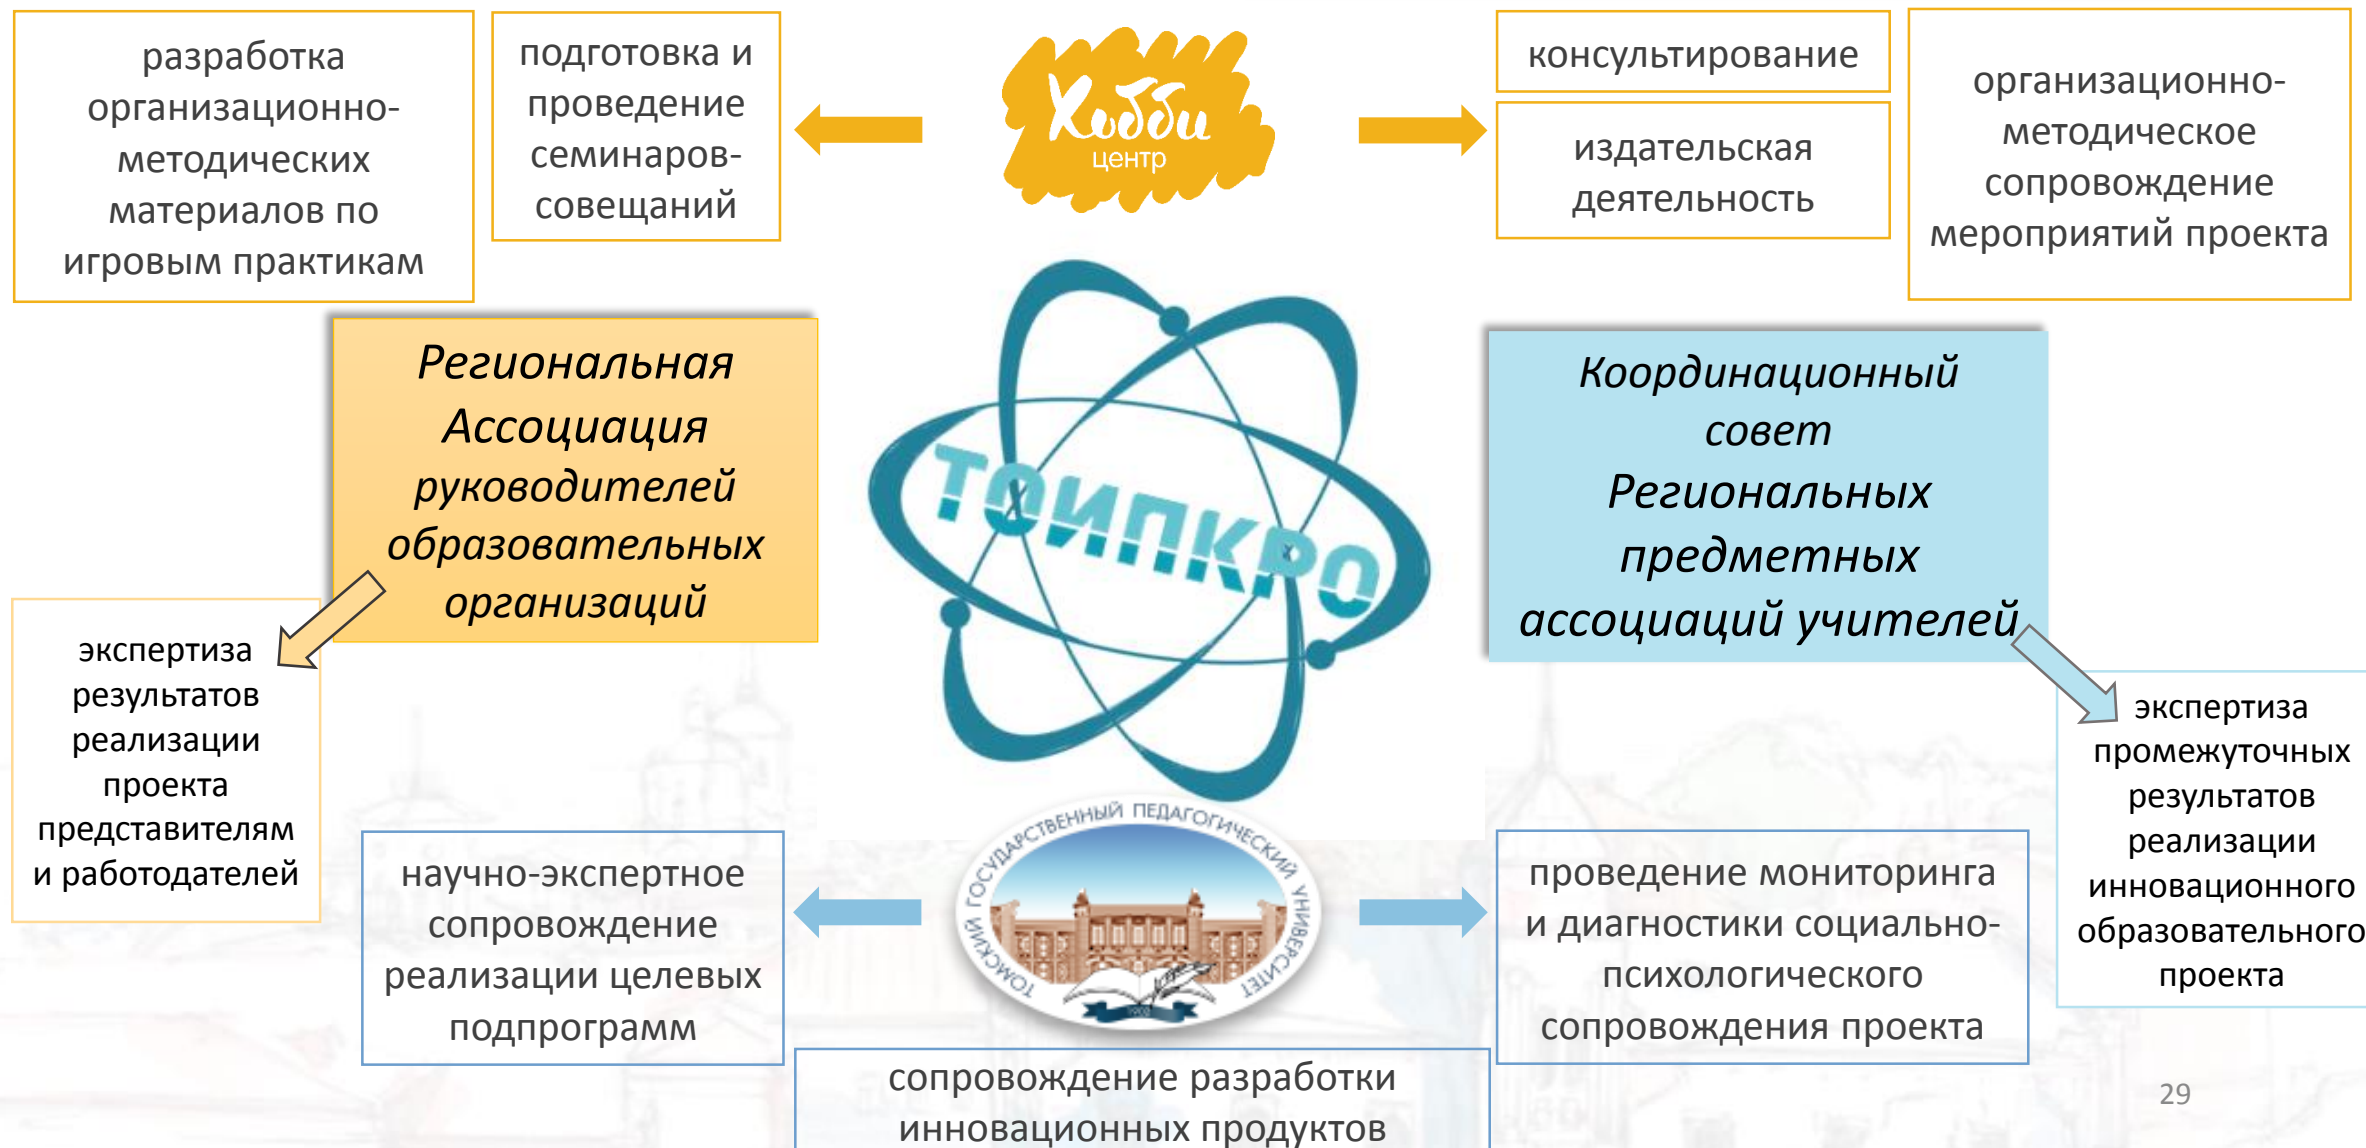 разработка
организационно-
методических
материалов по
игровым практикам
подготовка и
проведение
семинаров-
совещаний
Хобби
центр
консультирование
издательская
деятельность
организационно-
методическое
сопровождение
мероприятий проекта
Региональная
Ассоциация
руководителей
образовательных
организаций
ТОИПКРО
Координационный
совет
Региональных
предметных
ассоциаций учителей
экспертиза
результатов
реализации
проекта
представителям
и работодателей
экспертиза
промежуточных
результатов
реализации
инновационного
образовательного
проекта
научно-экспертное
сопровождение
реализации целевых
подпрограмм
ТОМСКИЙ ГОСУДАРСТВЕННЫЙ ПЕДАГОГИЧЕСКИЙ УНИВЕРСИТЕТ
1902
проведение мониторинга
и диагностики социально-
психологического
сопровождения проекта
сопровождение разработки
инновационных продуктов
29